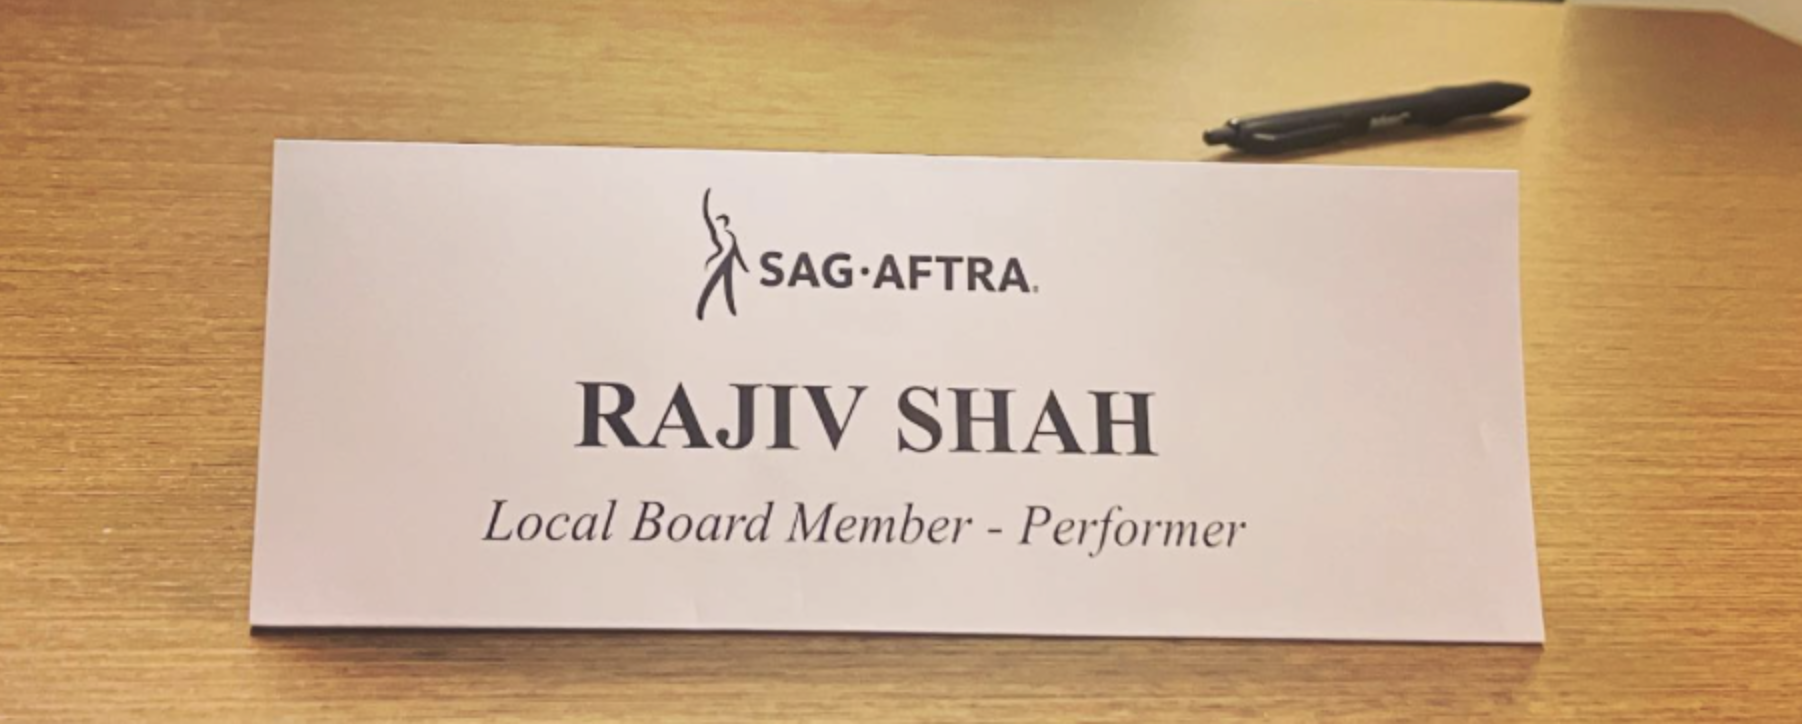 SAG·AFTRA®
RAJIV SHAH
Local Board Member - Performer